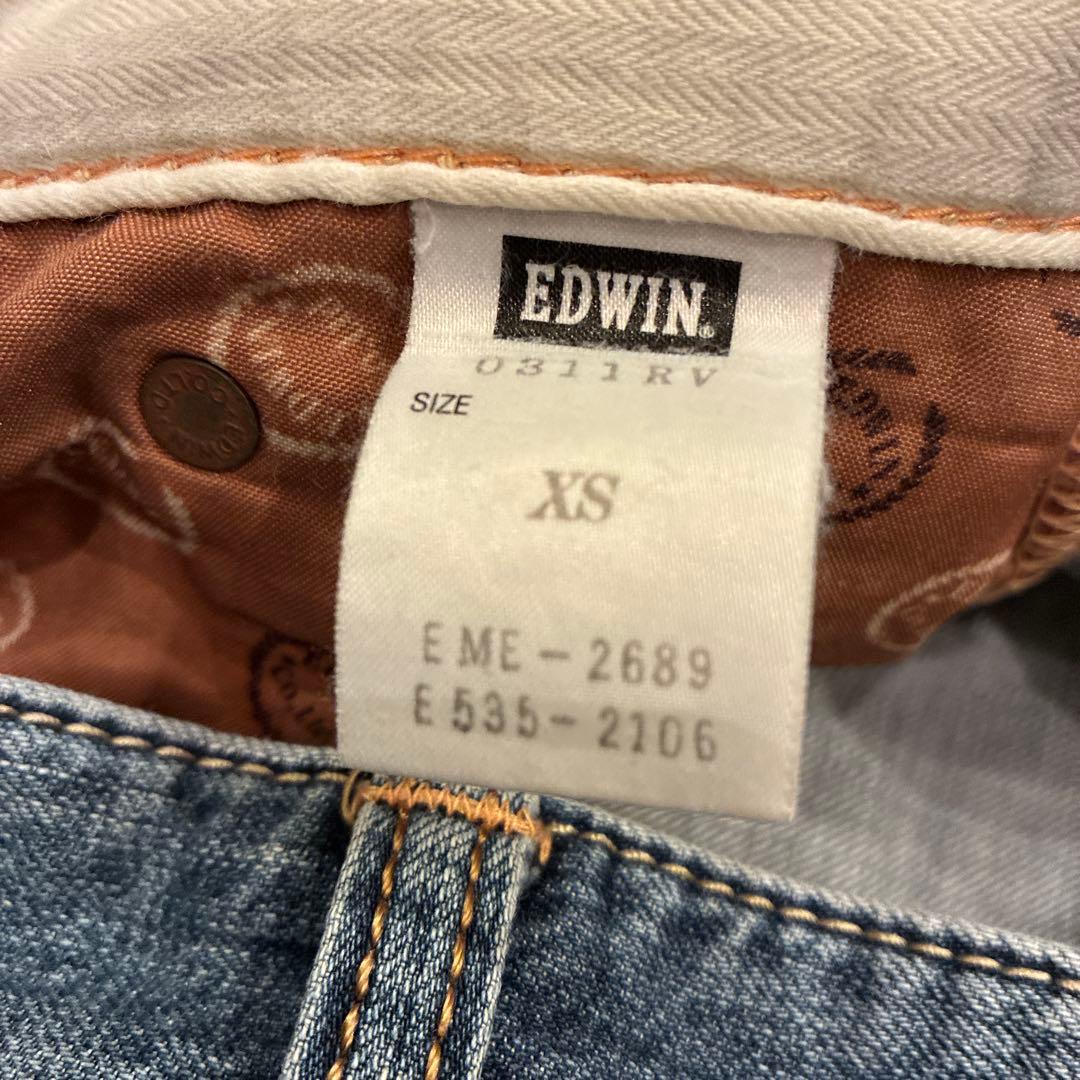 EDWIN.
0311RV
SIZE
XS
EME-2689
E535-2106